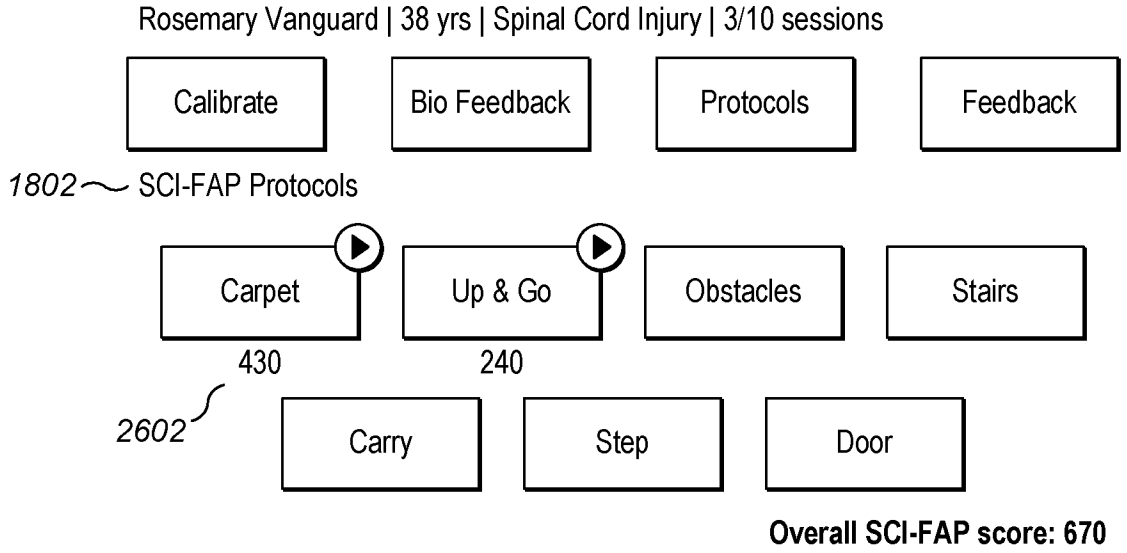 Rosemary Vanguard | 38 yrs | Spinal Cord Injury | 3/10 sessions
Calibrate Bio Feedback Protocols Feedback
1802 SCI-FAP Protocols
Carpet Up & Go Obstacles Stairs
430 240
2602
Carry Step Door
Overall SCI-FAP score: 670